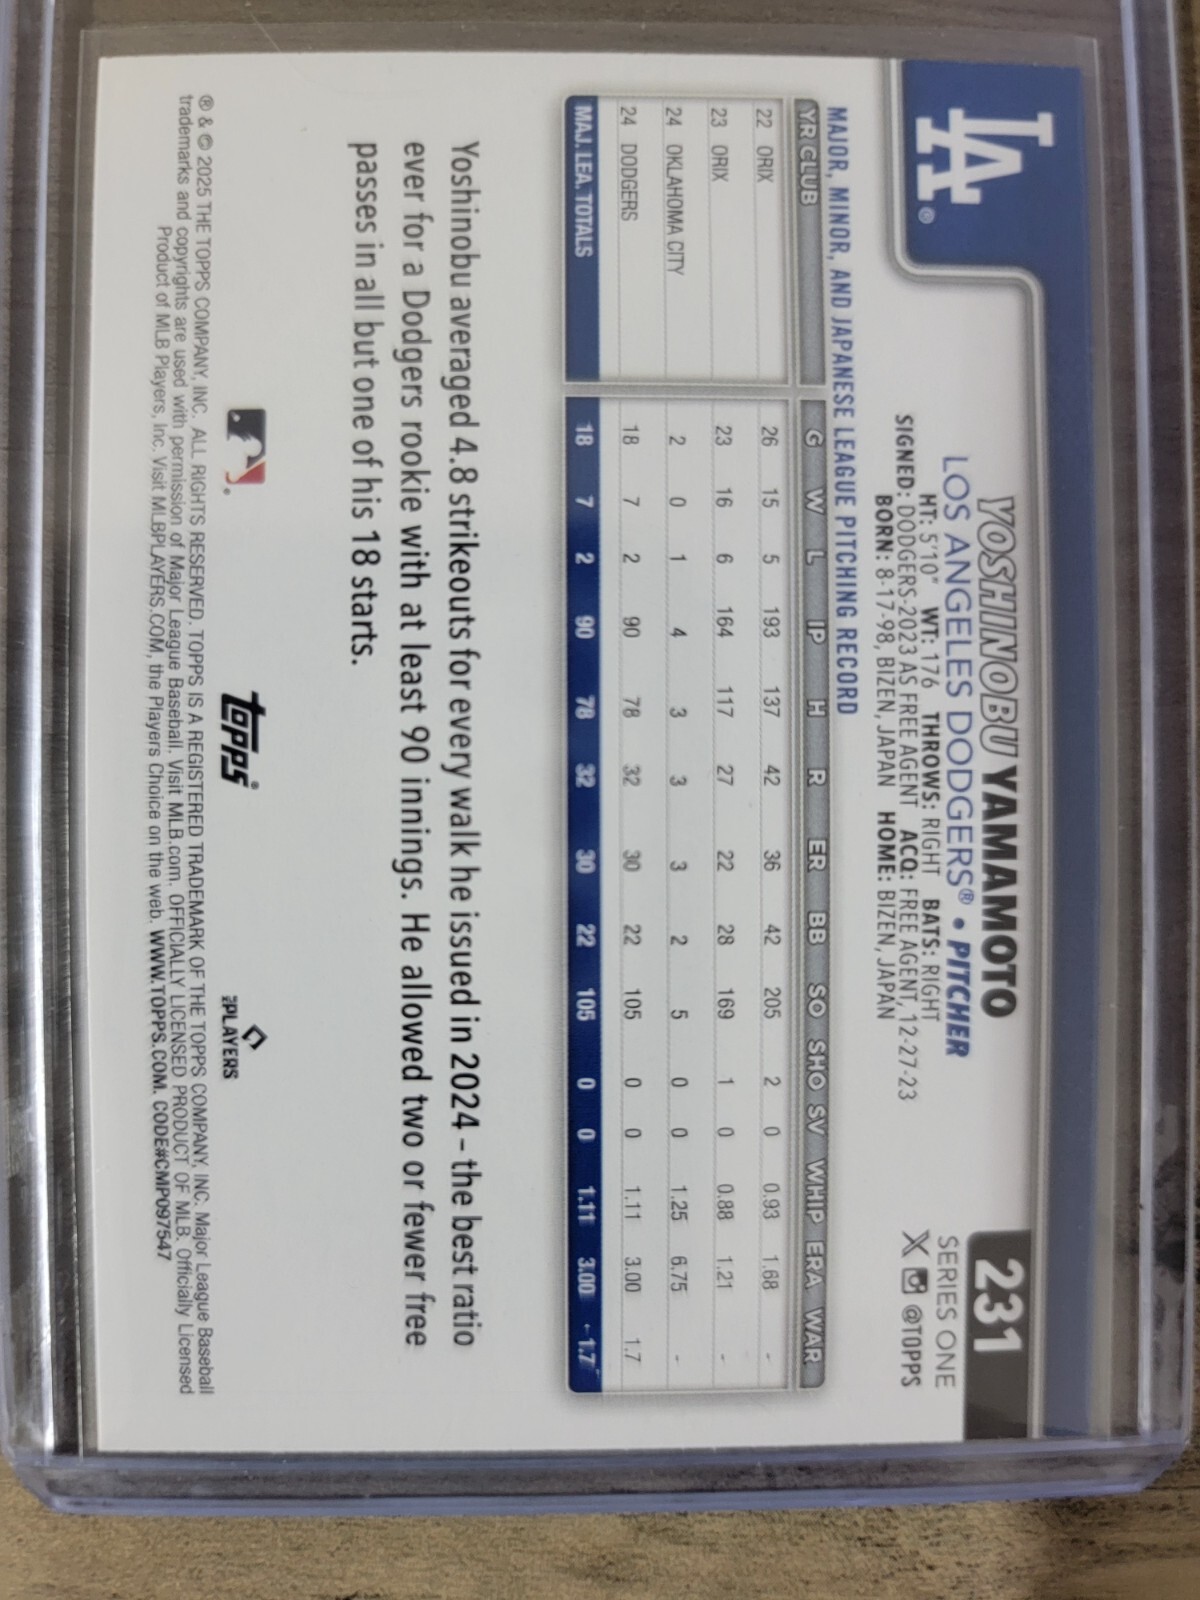 LA®
231
YOSHINOBU YAMAMOTO
LOS ANGELES DODGERS® • PITCHER
SERIES ONE
HT: 5'10" WT: 176 THROWS: RIGHT BATS: RIGHT
X @TOPPS
SIGNED: DODGERS-2023 AS FREE AGENT ACQ: FREE AGENT, 12-27-23
BORN: 8-17-98, BIZEN, JAPAN HOME: BIZEN, JAPAN
MAJOR, MINOR, AND JAPANESE LEAGUE PITCHING RECORD
YR CLUB G W L IP H R ER BB SO SHO SV WHIP ERA WAR
22 ORIX 26 15 5 193 137 42 36 42 205 2 0 0.93 1.68 -
23 ORIX 23 16 6 164 117 27 22 28 169 1 0 0.88 1.21 -
24 OKLAHOMA CITY 2 0 1 4 3 3 3 2 5 0 0 1.25 6.75 -
24 DODGERS 18 7 2 90 78 32 30 22 105 0 0 1.11 3.00 1.7
MAJ. LEA. TOTALS 18 7 2 90 78 32 30 22 105 0 0 1.11 3.00 1.7
Yoshinobu averaged 4.8 strikeouts for every walk he issued in 2024 – the best ratio
ever for a Dodgers rookie with at least 90 innings. He allowed two or fewer free
passes in all but one of his 18 starts.
topps
PLAYERS
® & © 2025 THE TOPPS COMPANY, INC. ALL RIGHTS RESERVED. TOPPS IS A REGISTERED TRADEMARK OF THE TOPPS COMPANY, INC. Major League Baseball
trademarks and copyrights are used with permission of Major League Baseball. Visit MLB.com. OFFICIALLY LICENSED PRODUCT OF MLB. Officially Licensed
Product of MLB Players, Inc. Visit MLBPLAYERS.COM, the Players Choice on the web. WWW.TOPPS.COM. CODE#CMP097547